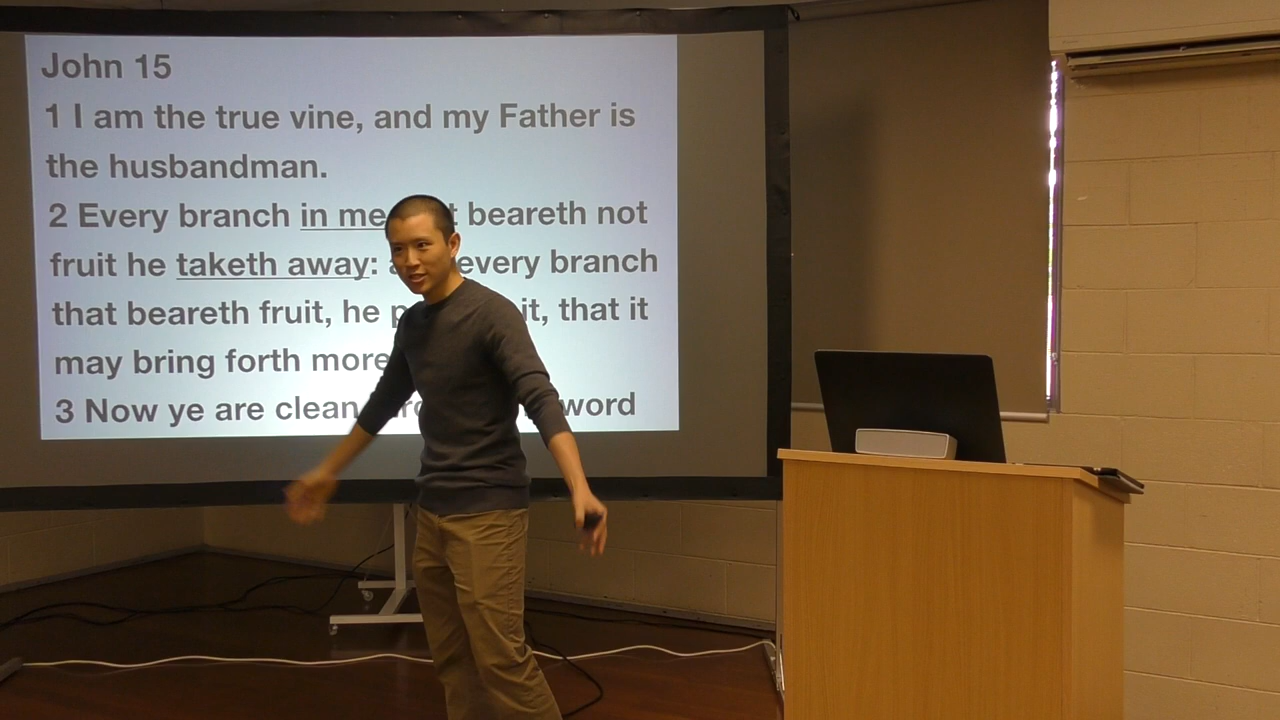 John 15
1 I am the true vine, and my Father is
the husbandman.
2 Every branch in me beareth not
fruit he taketh away: every branch
that beareth fruit, he it, that it
may bring forth more
3 Now ye are clean word